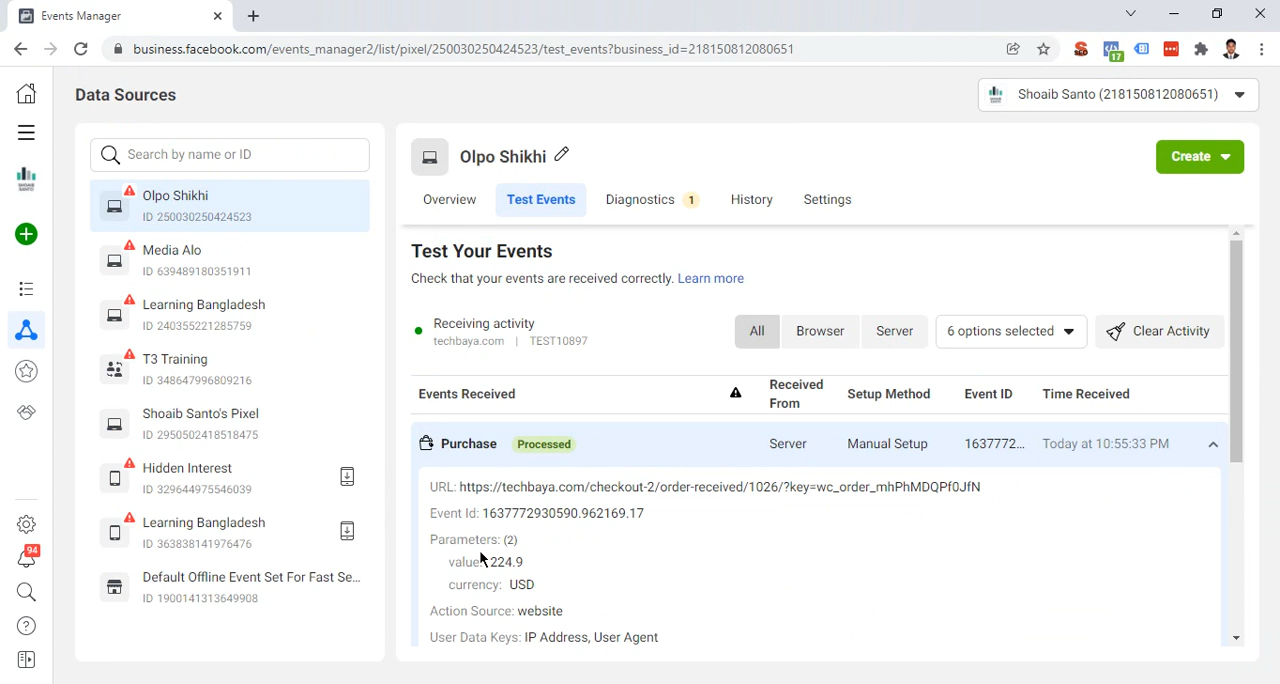 Events Manager
business.facebook.com/events_manager2/list/pixel/250030250424523/test_events?business_id=218150812080651
17
Data Sources
Shoaib Santo (218150812080651)
Search by name or ID
Olpo Shikhi
ID 250030250424523
Media Alo
ID 639489180351911
Learning Bangladesh
ID 240355221285759
T3 Training
ID 348647996809216
Shoaib Santo's Pixel
ID 2950502418518475
Hidden Interest
ID 329644975546039
Learning Bangladesh
ID 363838141976476
Default Offline Event Set For Fast Se...
ID 1900141313649908
94
Olpo Shikhi
Create
Overview
Test Events
Diagnostics 1
History
Settings
Test Your Events
Check that your events are received correctly. Learn more
Receiving activity
techbaya.com | TEST10897
All
Browser
Server
6 options selected
Clear Activity
Events Received
Received From
Setup Method
Event ID
Time Received
Purchase
Processed
Server
Manual Setup
1637772...
Today at 10:55:33 PM
URL: https://techbaya.com/checkout-2/order-received/1026/?key=wc_order_mhPhMDQPf0JfN
Event Id: 1637772930590.962169.17
Parameters: (2)
value: 224.9
currency: USD
Action Source: website
User Data Keys: IP Address, User Agent